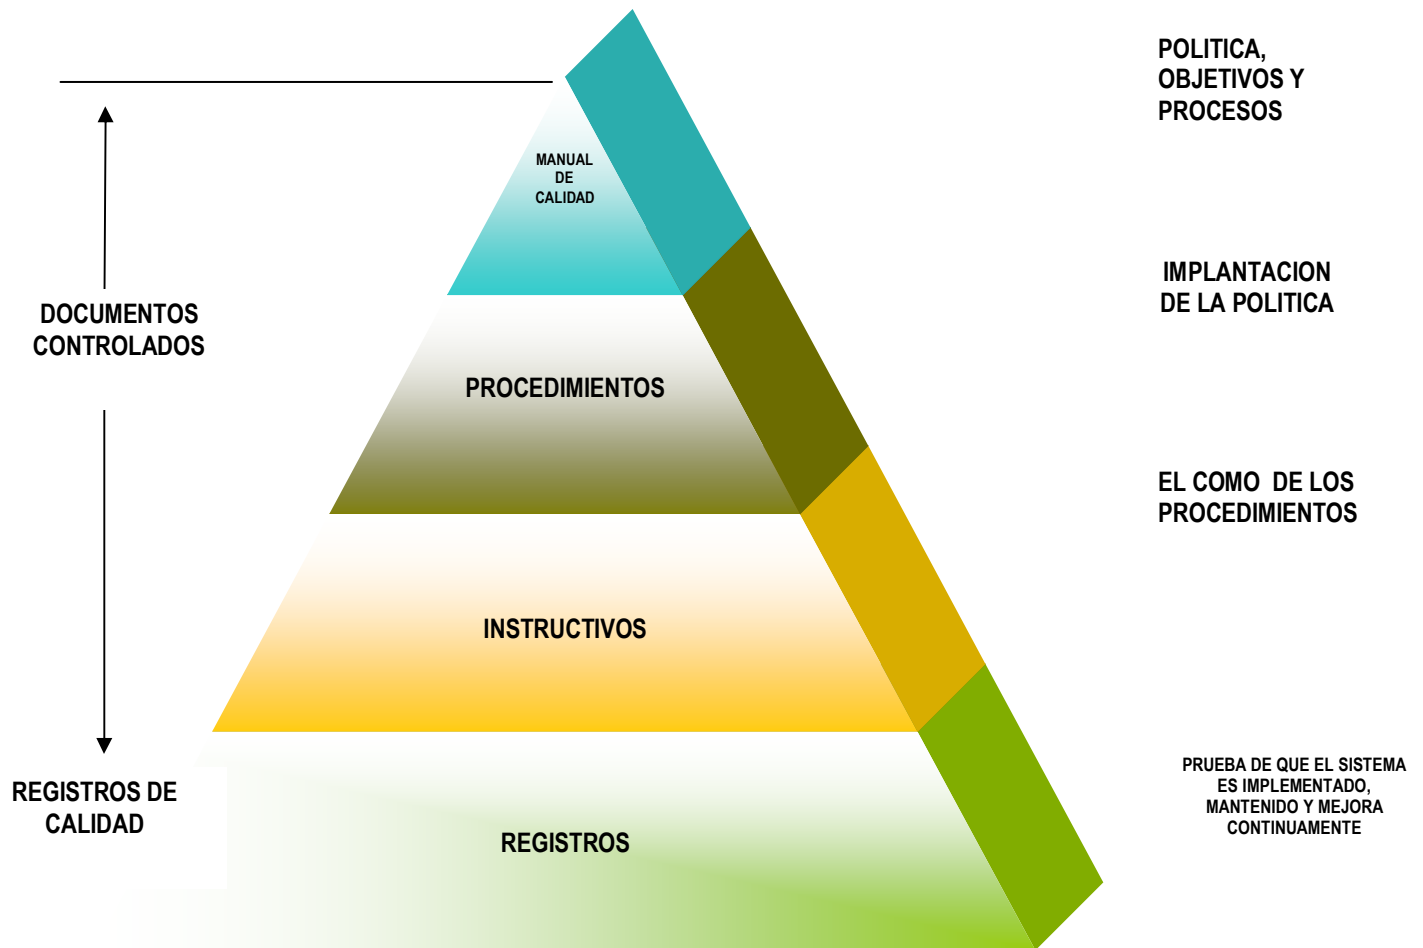 POLITICA,
OBJETIVOS Y
PROCESOS
MANUAL
DE
CALIDAD
IMPLANTACION
DE LA POLITICA
DOCUMENTOS
CONTROLADOS
PROCEDIMIENTOS
EL COMO DE LOS
PROCEDIMIENTOS
INSTRUCTIVOS
REGISTROS DE
CALIDAD
PRUEBA DE QUE EL SISTEMA
ES IMPLEMENTADO,
MANTENIDO Y MEJORA
CONTINUAMENTE
REGISTROS